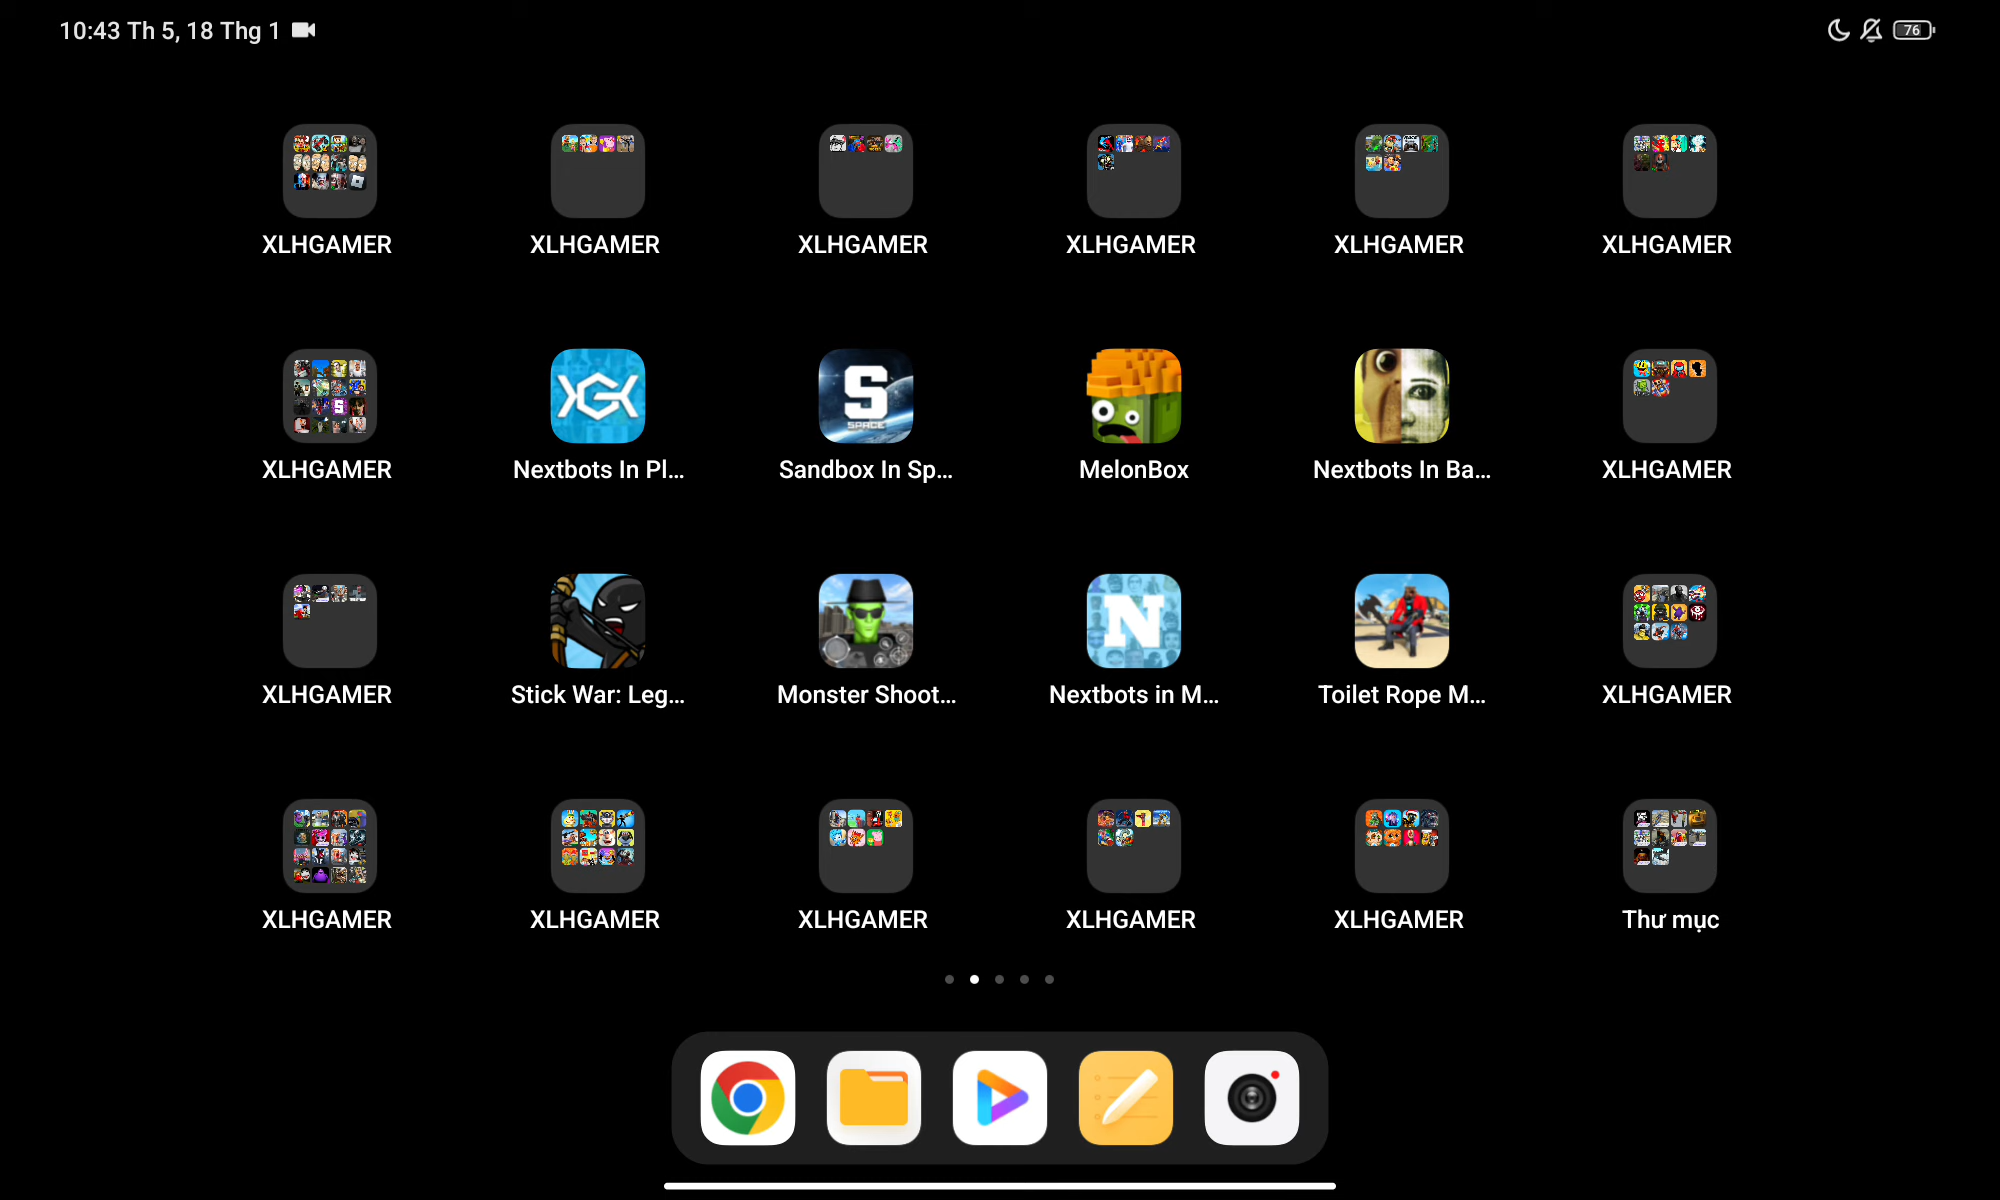 10:43 Th 5, 18 Thg 1
76
XLHGAMER XLHGAMER XLHGAMER XLHGAMER XLHGAMER XLHGAMER
S
SPACE
XLHGAMER Nextbots In Pl... Sandbox In Sp... MelonBox Nextbots In Ba... XLHGAMER
N
XLHGAMER Stick War: Leg... Monster Shoot... Nextbots in M... Toilet Rope M... XLHGAMER
XLHGAMER XLHGAMER XLHGAMER XLHGAMER XLHGAMER Thư mục